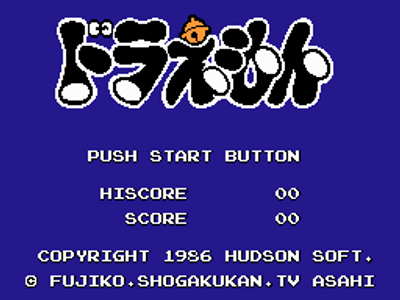 ドラえもん
PUSH START BUTTON
HISCORE 00
SCORE 00
COPYRIGHT 1986 HUDSON SOFT.
© FUJIKO.SHOGAKUKAN.TV ASAHI